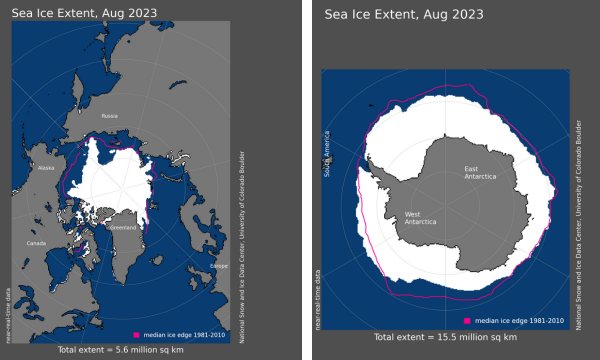 Sea Ice Extent, Aug 2023
Russia
Alaska
Canada
Greenland
Europe
near-real-time data
National Snow and Ice Data Center, University of Colorado Boulder
median ice edge 1981-2010
Total extent = 5.6 million sq km
Sea Ice Extent, Aug 2023
South America
East
Antarctica
West
Antarctica
near-real-time data
National Snow and Ice Data Center, University of Colorado Boulder
median ice edge 1981-2010
Total extent = 15.5 million sq km